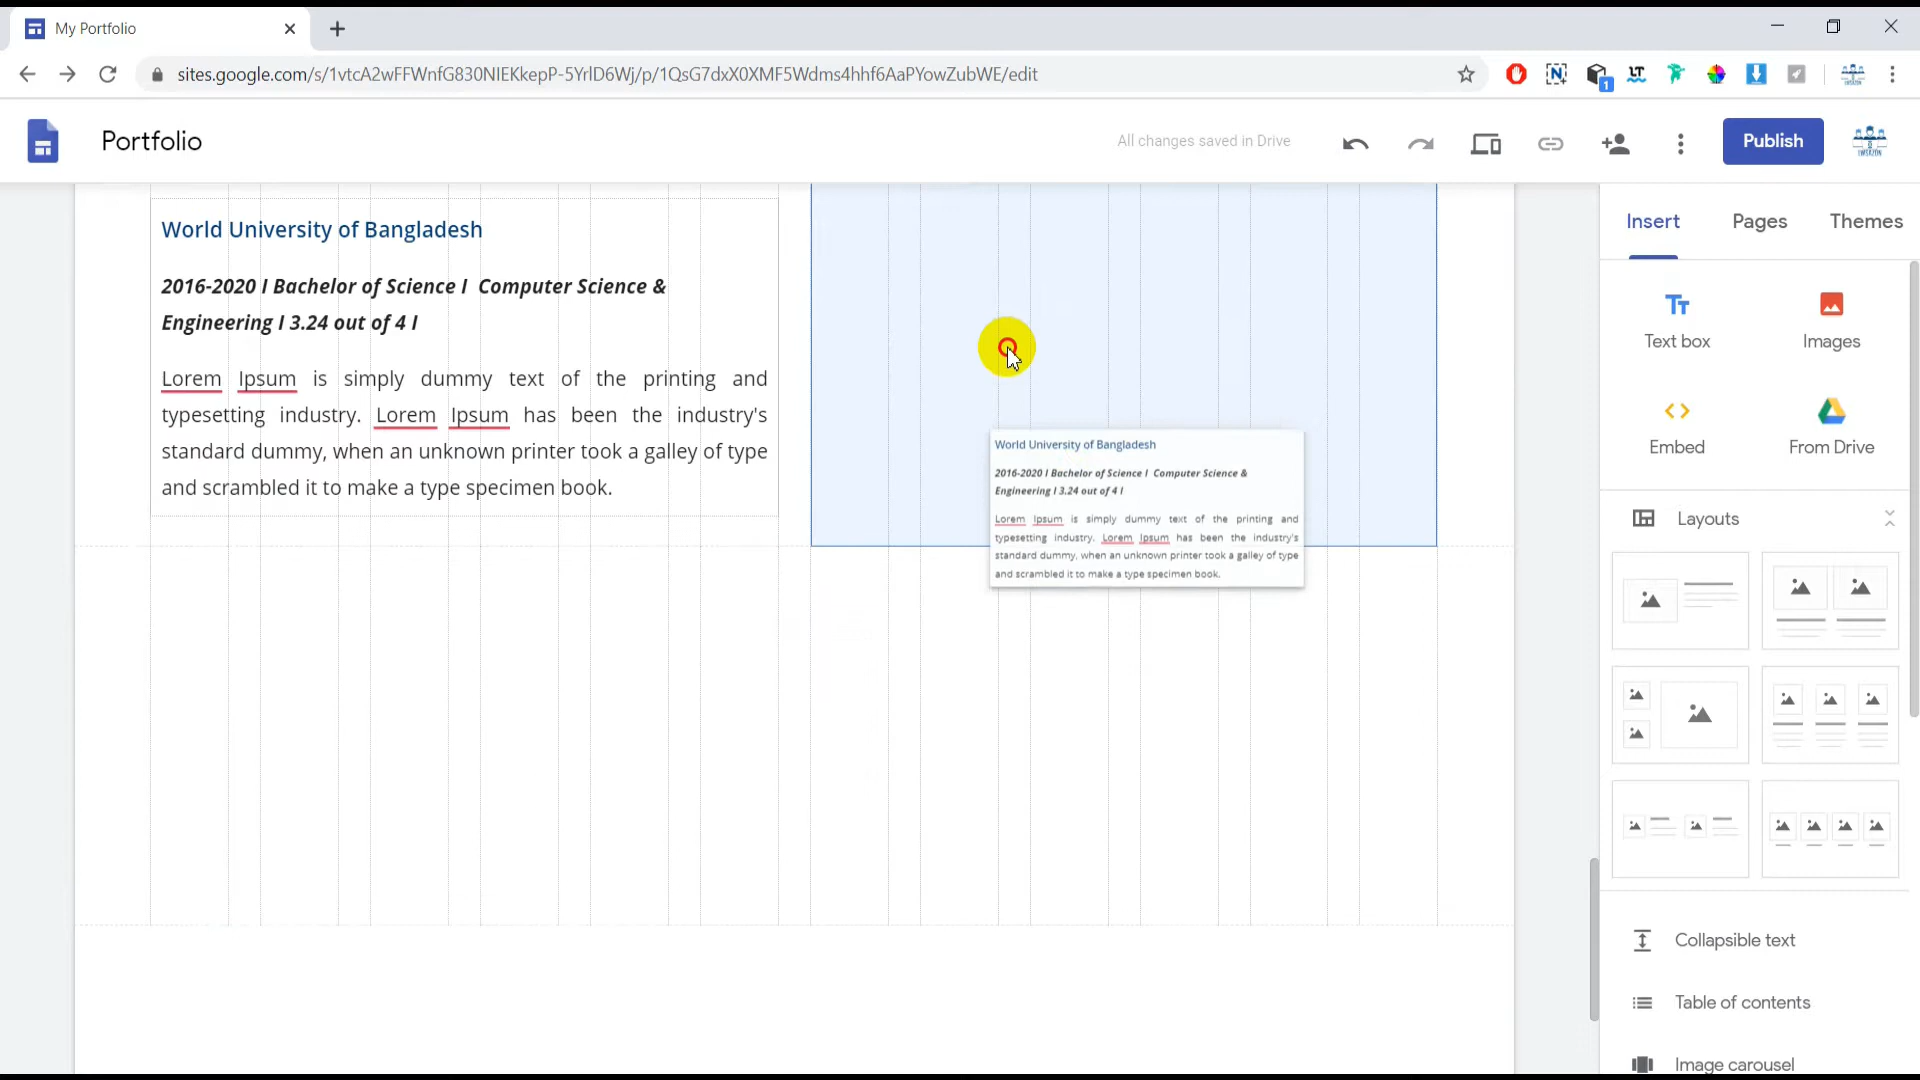 My Portfolio
sites.google.com/s/1vtcA2wFFWnfG830NIEKkepP-5YrlD6Wj/p/1QsG7dxX0XMF5Wdms4hhf6AaPYowZubWE/edit
1
Portfolio
All changes saved in Drive
Publish
World University of Bangladesh
2016-2020 I Bachelor of Science I Computer Science &
Engineering I 3.24 out of 4 I
Lorem Ipsum is simply dummy text of the printing and
typesetting industry. Lorem Ipsum has been the industry's
standard dummy, when an unknown printer took a galley of type
and scrambled it to make a type specimen book.
World University of Bangladesh
2016-2020 I Bachelor of Science I Computer Science &
Engineering I 3.24 out of 4 I
Lorem Ipsum is simply dummy text of the printing and
typesetting industry. Lorem Ipsum has been the industry's
standard dummy, when an unknown printer took a galley of type
and scrambled it to make a type specimen book.
Insert Pages Themes
Text box Images
Embed From Drive
Layouts
Collapsible text
Table of contents
Image carousel